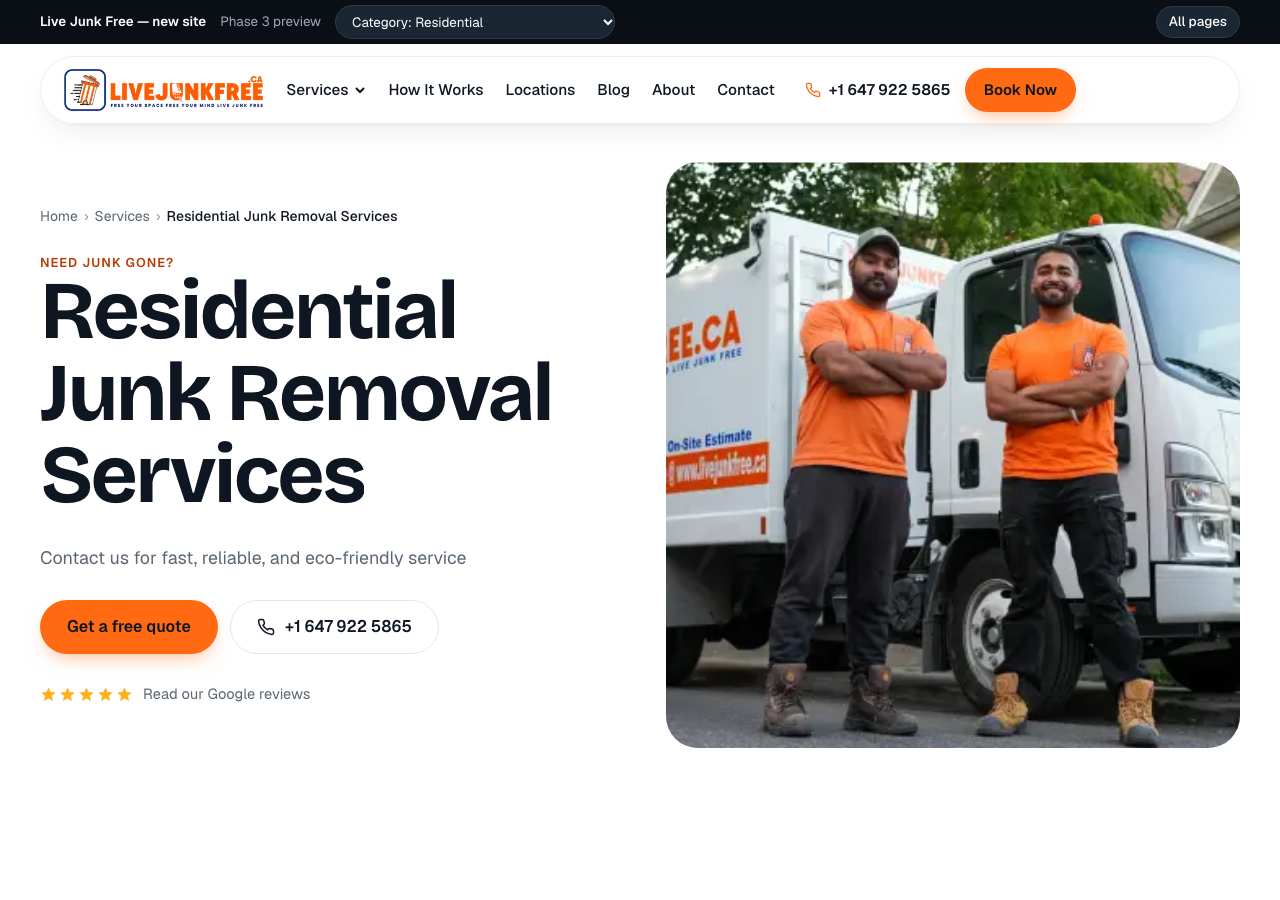 Live Junk Free — new site
Phase 3 preview
Category: Residential
All pages
LIVEJUNKFREE.CA
FREE YOUR SPACE FREE YOUR MIND LIVE JUNK FREE
Services
How It Works
Locations
Blog
About
Contact
+1 647 922 5865
Book Now
Home › Services › Residential Junk Removal Services
NEED JUNK GONE?
Residential
Junk Removal
Services
Contact us for fast, reliable, and eco-friendly service
Get a free quote
+1 647 922 5865
Read our Google reviews
EE.CA
LIVE JUNK FREE
On-Site Estimate
@ www.livejunkfree.ca